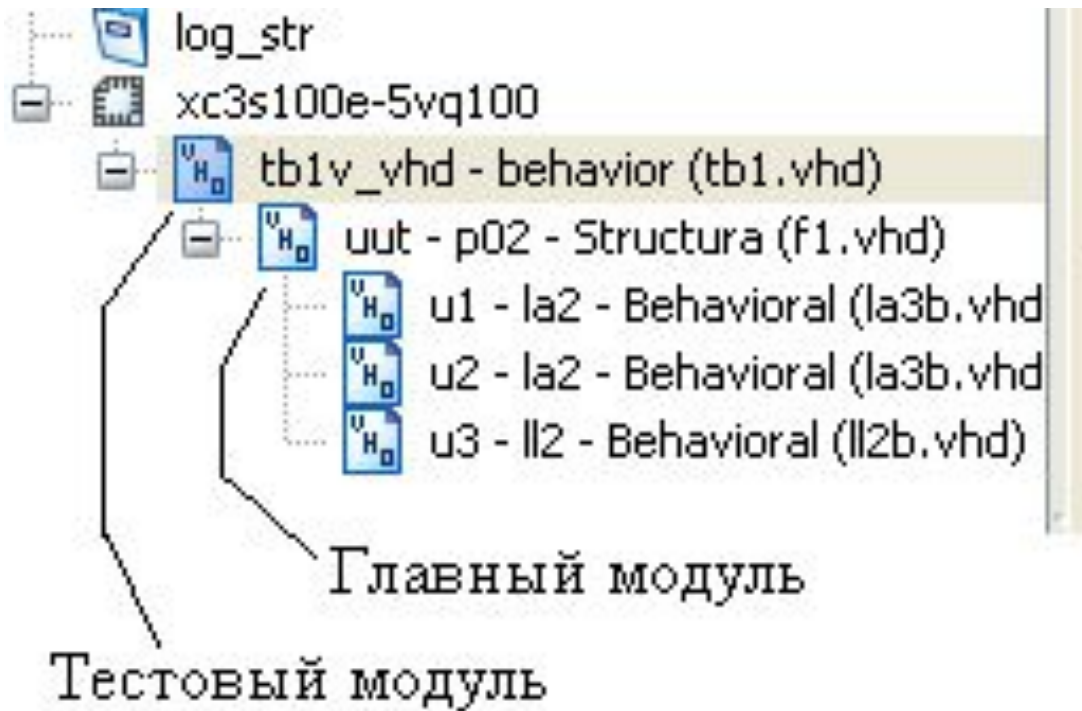 log_str
xc3s100e-5vq100
tb1v_vhd - behavior (tb1.vhd)
uut - p02 - Structura (f1.vhd)
u1 - la2 - Behavioral (la3b.vhd
u2 - la2 - Behavioral (la3b.vhd
u3 - ll2 - Behavioral (ll2b.vhd)
Главный модуль
Тестовый модуль